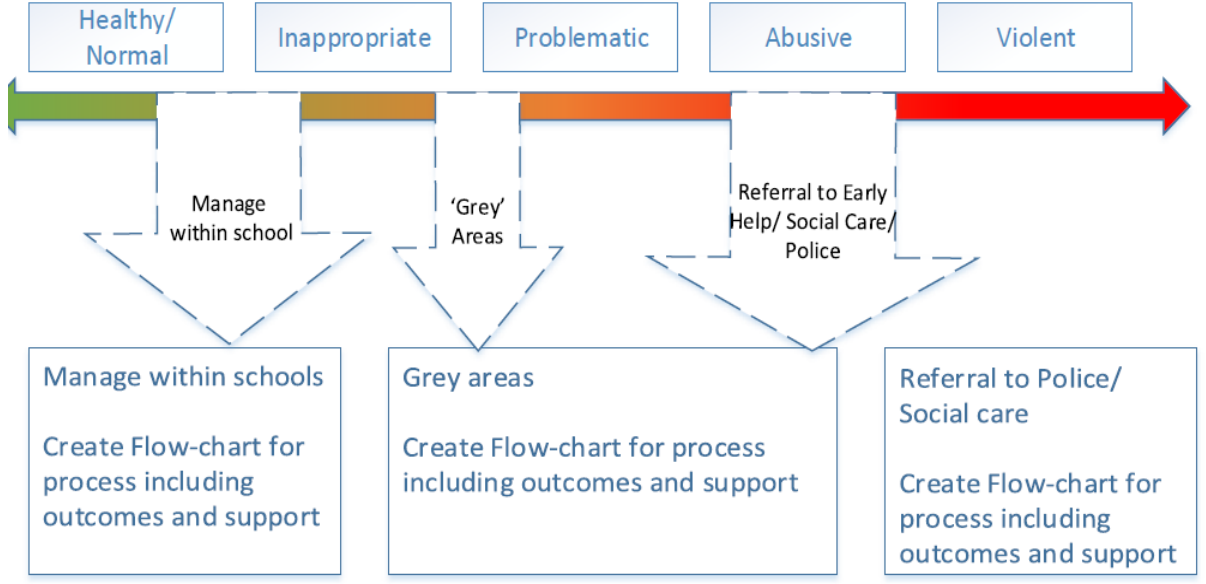 Healthy/
Normal
Inappropriate
Problematic
Abusive
Violent
Manage
within school
‘Grey’
Areas
Referral to Early
Help/ Social Care/
Police
Manage within schools
Create Flow-chart for
process including
outcomes and support
Grey areas
Create Flow-chart for process
including outcomes and support
Referral to Police/
Social care
Create Flow-chart for
process including
outcomes and support